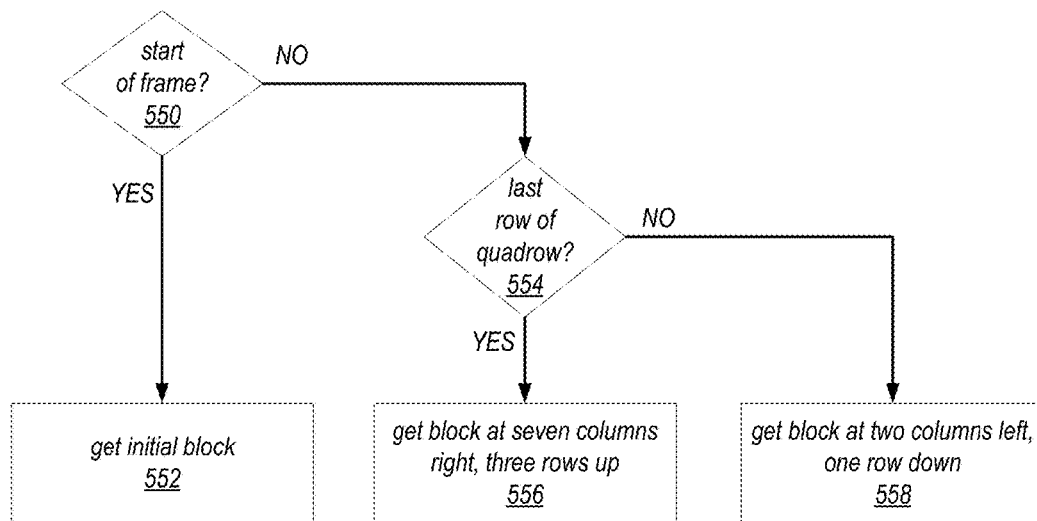 start
of frame?
550
NO
YES
last
row of
quadrow?
554
NO
YES
get initial block
552
get block at seven columns
right, three rows up
556
get block at two columns left,
one row down
558